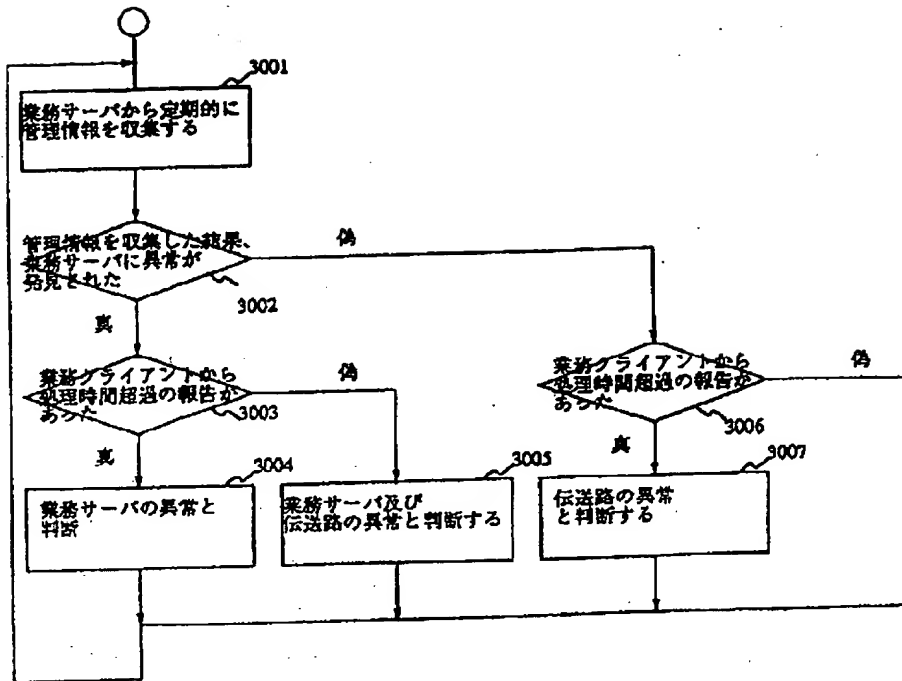 3001
業務サーバから定期的に
管理情報を収集する
管理情報を収集した結果、
業務サーバに異常が
発見された
偽
3002
真
業務クライアントから
処理時間超過の報告が
あった
偽
3003
業務クライアントから
処理時間超過の報告が
あった
偽
3006
真
3004
業務サーバの異常と
判断
3005
業務サーバ及び
伝送路の異常と判断する
真
3007
伝送路の異常
と判断する